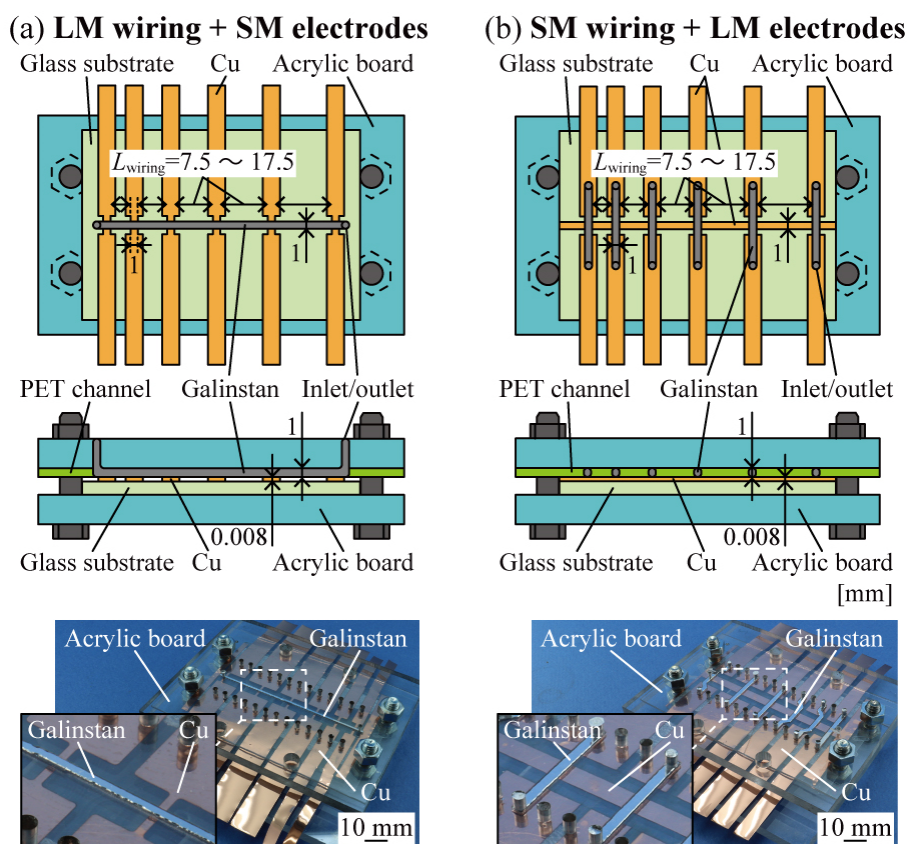 (a) LM wiring + SM electrodes
Glass substrate Cu Acrylic board
Lwiring=7.5 ～ 17.5
1
1
PET channel Galinstan Inlet/outlet
1
0.008
Glass substrate Cu Acrylic board
Acrylic board Galinstan
Galinstan Cu
Cu
10 mm
(b) SM wiring + LM electrodes
Glass substrate Cu Acrylic board
Lwiring=7.5 ～ 17.5
1
1
PET channel Galinstan Inlet/outlet
1
0.008
Glass substrate Cu Acrylic board
[mm]
Acrylic board Galinstan
Galinstan Cu
Cu
10 mm